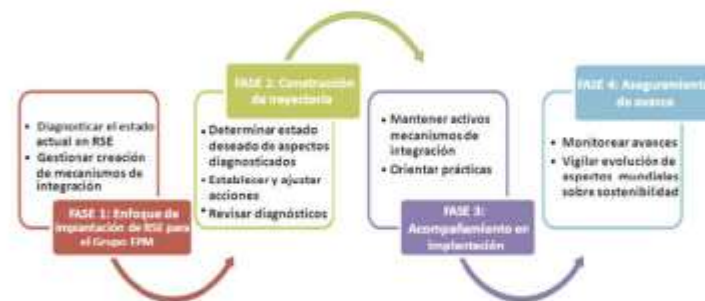 • Diagnosticar el estado
actual en RSE
• Gestionar creación
de mecanismos de
integración
FASE 1: Enfoque de
implantación de RSE para
el Grupo EPM
FASE 2: Construcción
de trayectoria
• Determinar estado
deseado de aspectos
diagnosticados
• Establecer y ajustar
acciones
• Revisar diagnósticos
• Mantener activos
mecanismos de
integración
• Orientar prácticas
FASE 3:
Acompañamiento en
implantación
FASE 4: Aseguramiento
de avance
• Monitorear avances
• Vigilar evolución de
aspectos mundiales
sobre sostenibilidad